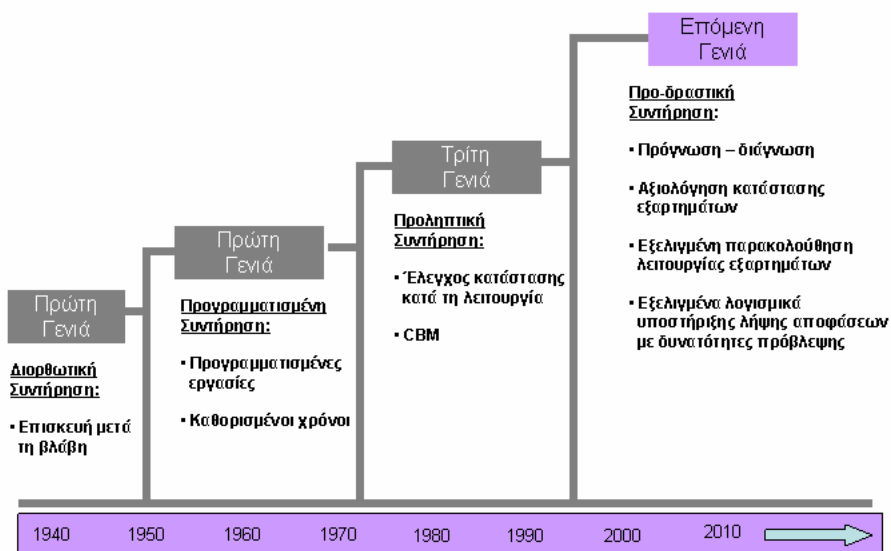 Πρώτη
Γενιά
Διορθωτική
Συντήρηση:
▪ Επισκευή μετά
τη βλάβη
Πρώτη
Γενιά
Προγραμματισμένη
Συντήρηση:
▪ Προγραμματισμένες
εργασίες
▪ Καθορισμένοι χρόνοι
Τρίτη
Γενιά
Προληπτική
Συντήρηση:
▪ Έλεγχος κατάστασης
κατά τη λειτουργία
▪ CBM
Επόμενη
Γενιά
Προ-δραστική
Συντήρηση:
▪ Πρόγνωση – διάγνωση
▪ Αξιολόγηση κατάστασης
εξαρτημάτων
▪ Εξελιγμένη παρακολούθηση
λειτουργίας εξαρτημάτων
▪ Εξελιγμένα λογισμικά
υποστήριξης λήψης αποφάσεων
με δυνατότητες πρόβλεψης
1940 1950 1960 1970 1980 1990 2000 2010